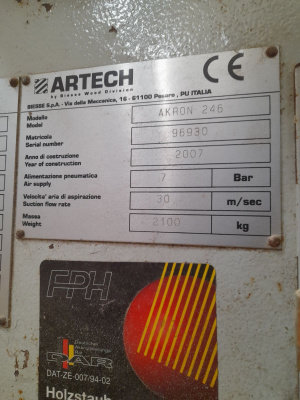 ARTECH
by Biesse Wood Division
CE
BIESSE S.p.A. - Via della Meccanica, 16 - 61100 Pesaro, PU ITALIA
Modello
Model
AKRON 246
Matricola
Serial number
96930
Anno di costruzione
Year of construction
2007
Alimentazione pneumatica
Air supply
7
Bar
Velocita' aria di aspirazione
Suction flow rate
30
m/sec
Massa
Weight
2100
kg
FPH
DAR
DAT-ZE-007/94-02
Holzstaub